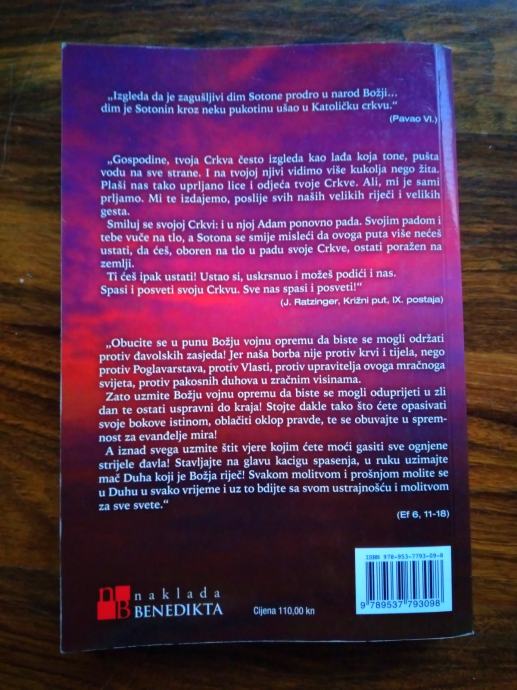 „Izgleda da je zagušljivi dim Sotone prodro u narod Božji...
dim je Sotonin kroz neku pukotinu ušao u Katoličku crkvu.“
(Pavao VI.)
„Gospodine, tvoja Crkva često izgleda kao lađa koja tone, pušta
vodu na sve strane. I na tvojoj njivi vidimo više kukolja nego žita.
Plaši nas tako uprljano lice i odjeća tvoje Crkve. Ali, mi je sami
prljamo. Mi te izdajemo, poslije svih naših velikih riječi i velikih
gesta.
Smiluj se svojoj Crkvi: i u njoj Adam ponovno pada. Svojim padom i
tebe vuče na tlo, a Sotona se smije misleći da ovoga puta više nećeš
ustati, da ćeš, oboren na tlo u padu svoje Crkve, ostati poražen na
zemlji.
Ti ćeš ipak ustati! Ustao si, uskrsnuo i možeš podići i nas.
Spasi i posveti svoju Crkvu. Sve nas spasi i posveti!“
(J. Ratzinger, Križni put, IX. postaja)
„Obucite se u punu Božju vojnu opremu da biste se mogli održati
protiv đavolskih zasjeda! Jer naša borba nije protiv krvi i tijela, nego
protiv Poglavarstava, protiv Vlasti, protiv upravitelja ovoga mračnoga
svijeta, protiv pakosnih duhova u zračnim visinama.
Zato uzmite Božju vojnu opremu da biste se mogli oduprijeti u zli
dan te ostati uspravni do kraja! Stojte dakle tako što ćete opasivati
svoje bokove istinom, oblačiti oklop pravde, te se obuvajte u sprem-
nost za evanđelje mira!
A iznad svega uzmite štit vjere kojim ćete moći gasiti sve ognjene
strijele đavla! Stavljajte na glavu kacigu spasenja, u ruku uzimajte
mač Duha koji je Božja riječ! Svakom molitvom i prošnjom molite se
u Duhu u svako vrijeme i uz to bdijte sa svom ustrajnošću i molitvom
za sve svete.“
(Ef 6, 11-18)
ISBN 978-953-7793-09-8
9 789537 793098
nB naklada
BENEDIKTA
Cijena 110,00 kn